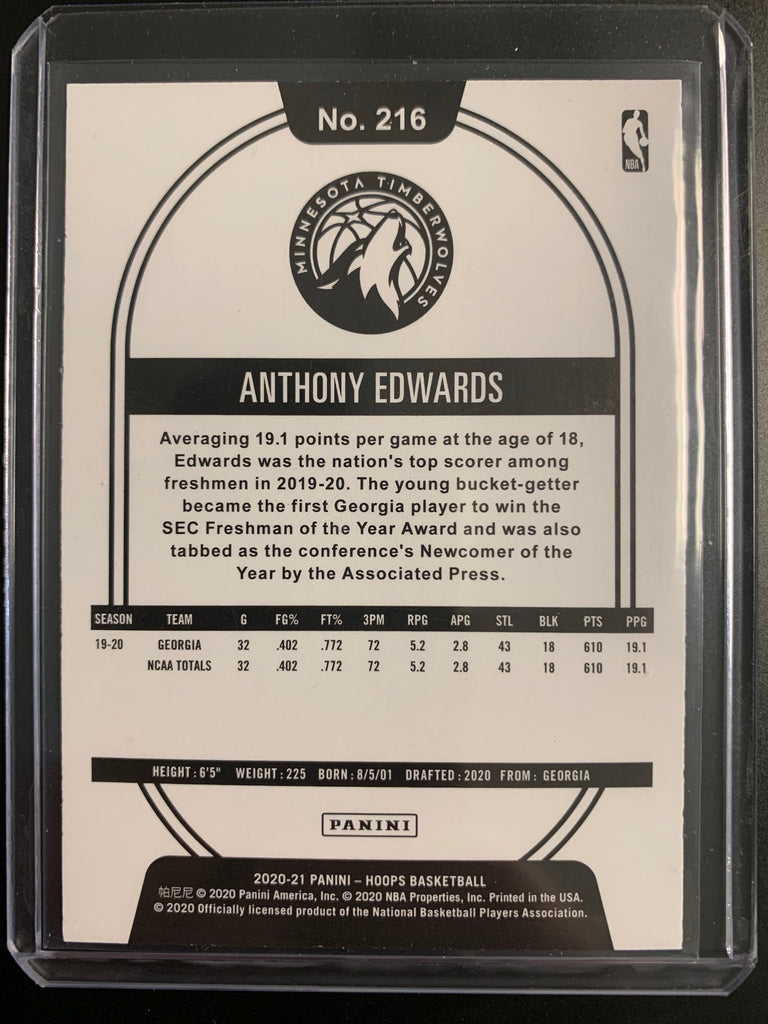 No. 216
NBA
MINNESOTA TIMBERWOLVES
ANTHONY EDWARDS
Averaging 19.1 points per game at the age of 18,
Edwards was the nation's top scorer among
freshmen in 2019-20. The young bucket-getter
became the first Georgia player to win the
SEC Freshman of the Year Award and was also
tabbed as the conference's Newcomer of the
Year by the Associated Press.
SEASON TEAM G FG% FT% 3PM RPG APG STL BLK PTS PPG
19-20 GEORGIA 32 .402 .772 72 5.2 2.8 43 18 610 19.1
NCAA TOTALS 32 .402 .772 72 5.2 2.8 43 18 610 19.1
HEIGHT: 6'5" WEIGHT: 225 BORN: 8/5/01 DRAFTED: 2020 FROM: GEORGIA
PANINI
2020-21 PANINI – HOOPS BASKETBALL
帕尼尼 © 2020 Panini America, Inc. © 2020 NBA Properties, Inc. Printed in the USA.
© 2020 Officially licensed product of the National Basketball Players Association.